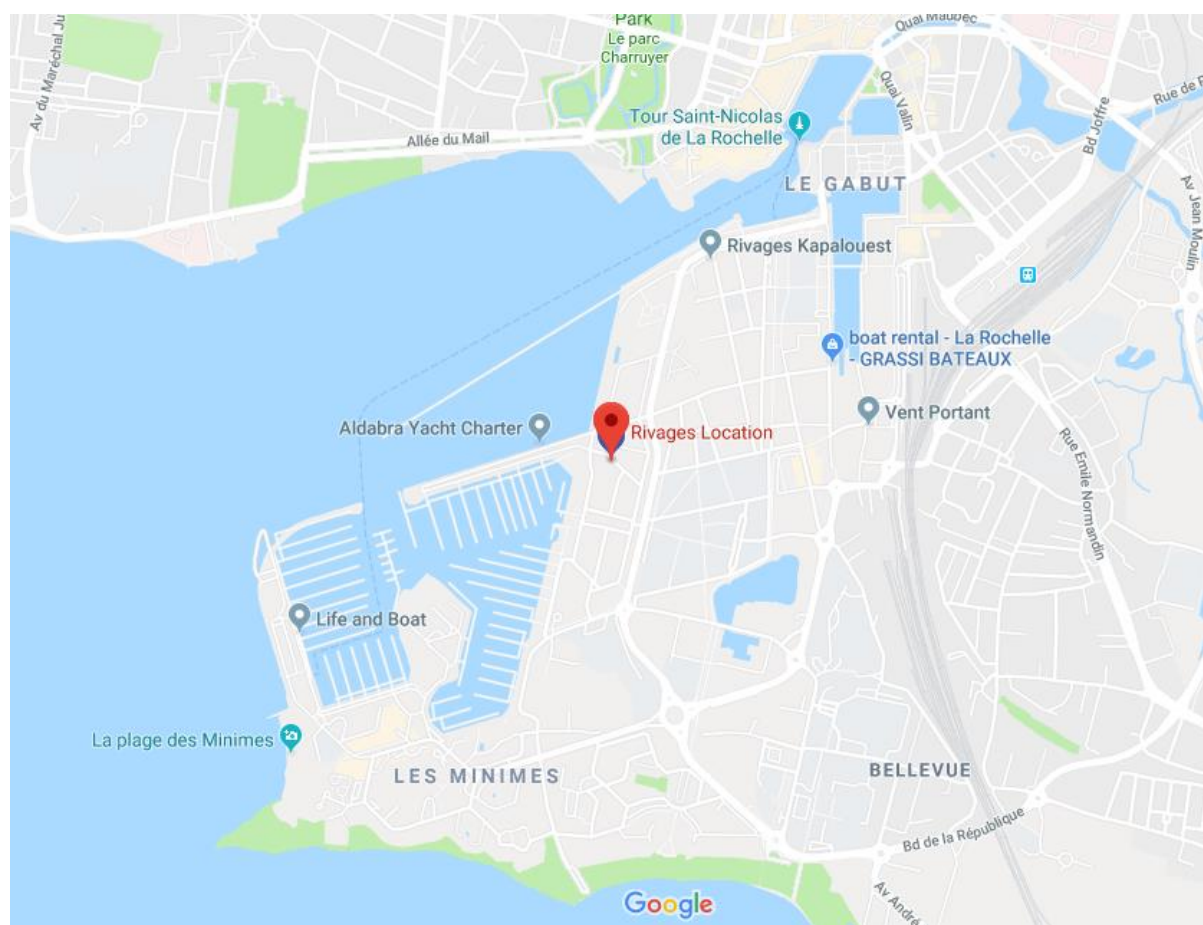 Quai Maubec
Park
Le parc
Charruyer
Av du Maréchal Ju
Quai Valin
Rue de
Bd Joffre
Tour Saint-Nicolas
de La Rochelle
Allée du Mail
LE GABUT
Av Jean Moulin
Rivages Kapalouest
boat rental - La Rochelle
- GRASSI BATEAUX
Aldabra Yacht Charter
Rivages Location
Vent Portant
Rue Emile Normandin
Life and Boat
La plage des Minimes
LES MINIMES
BELLEVUE
Bd de la République
Google
Av André